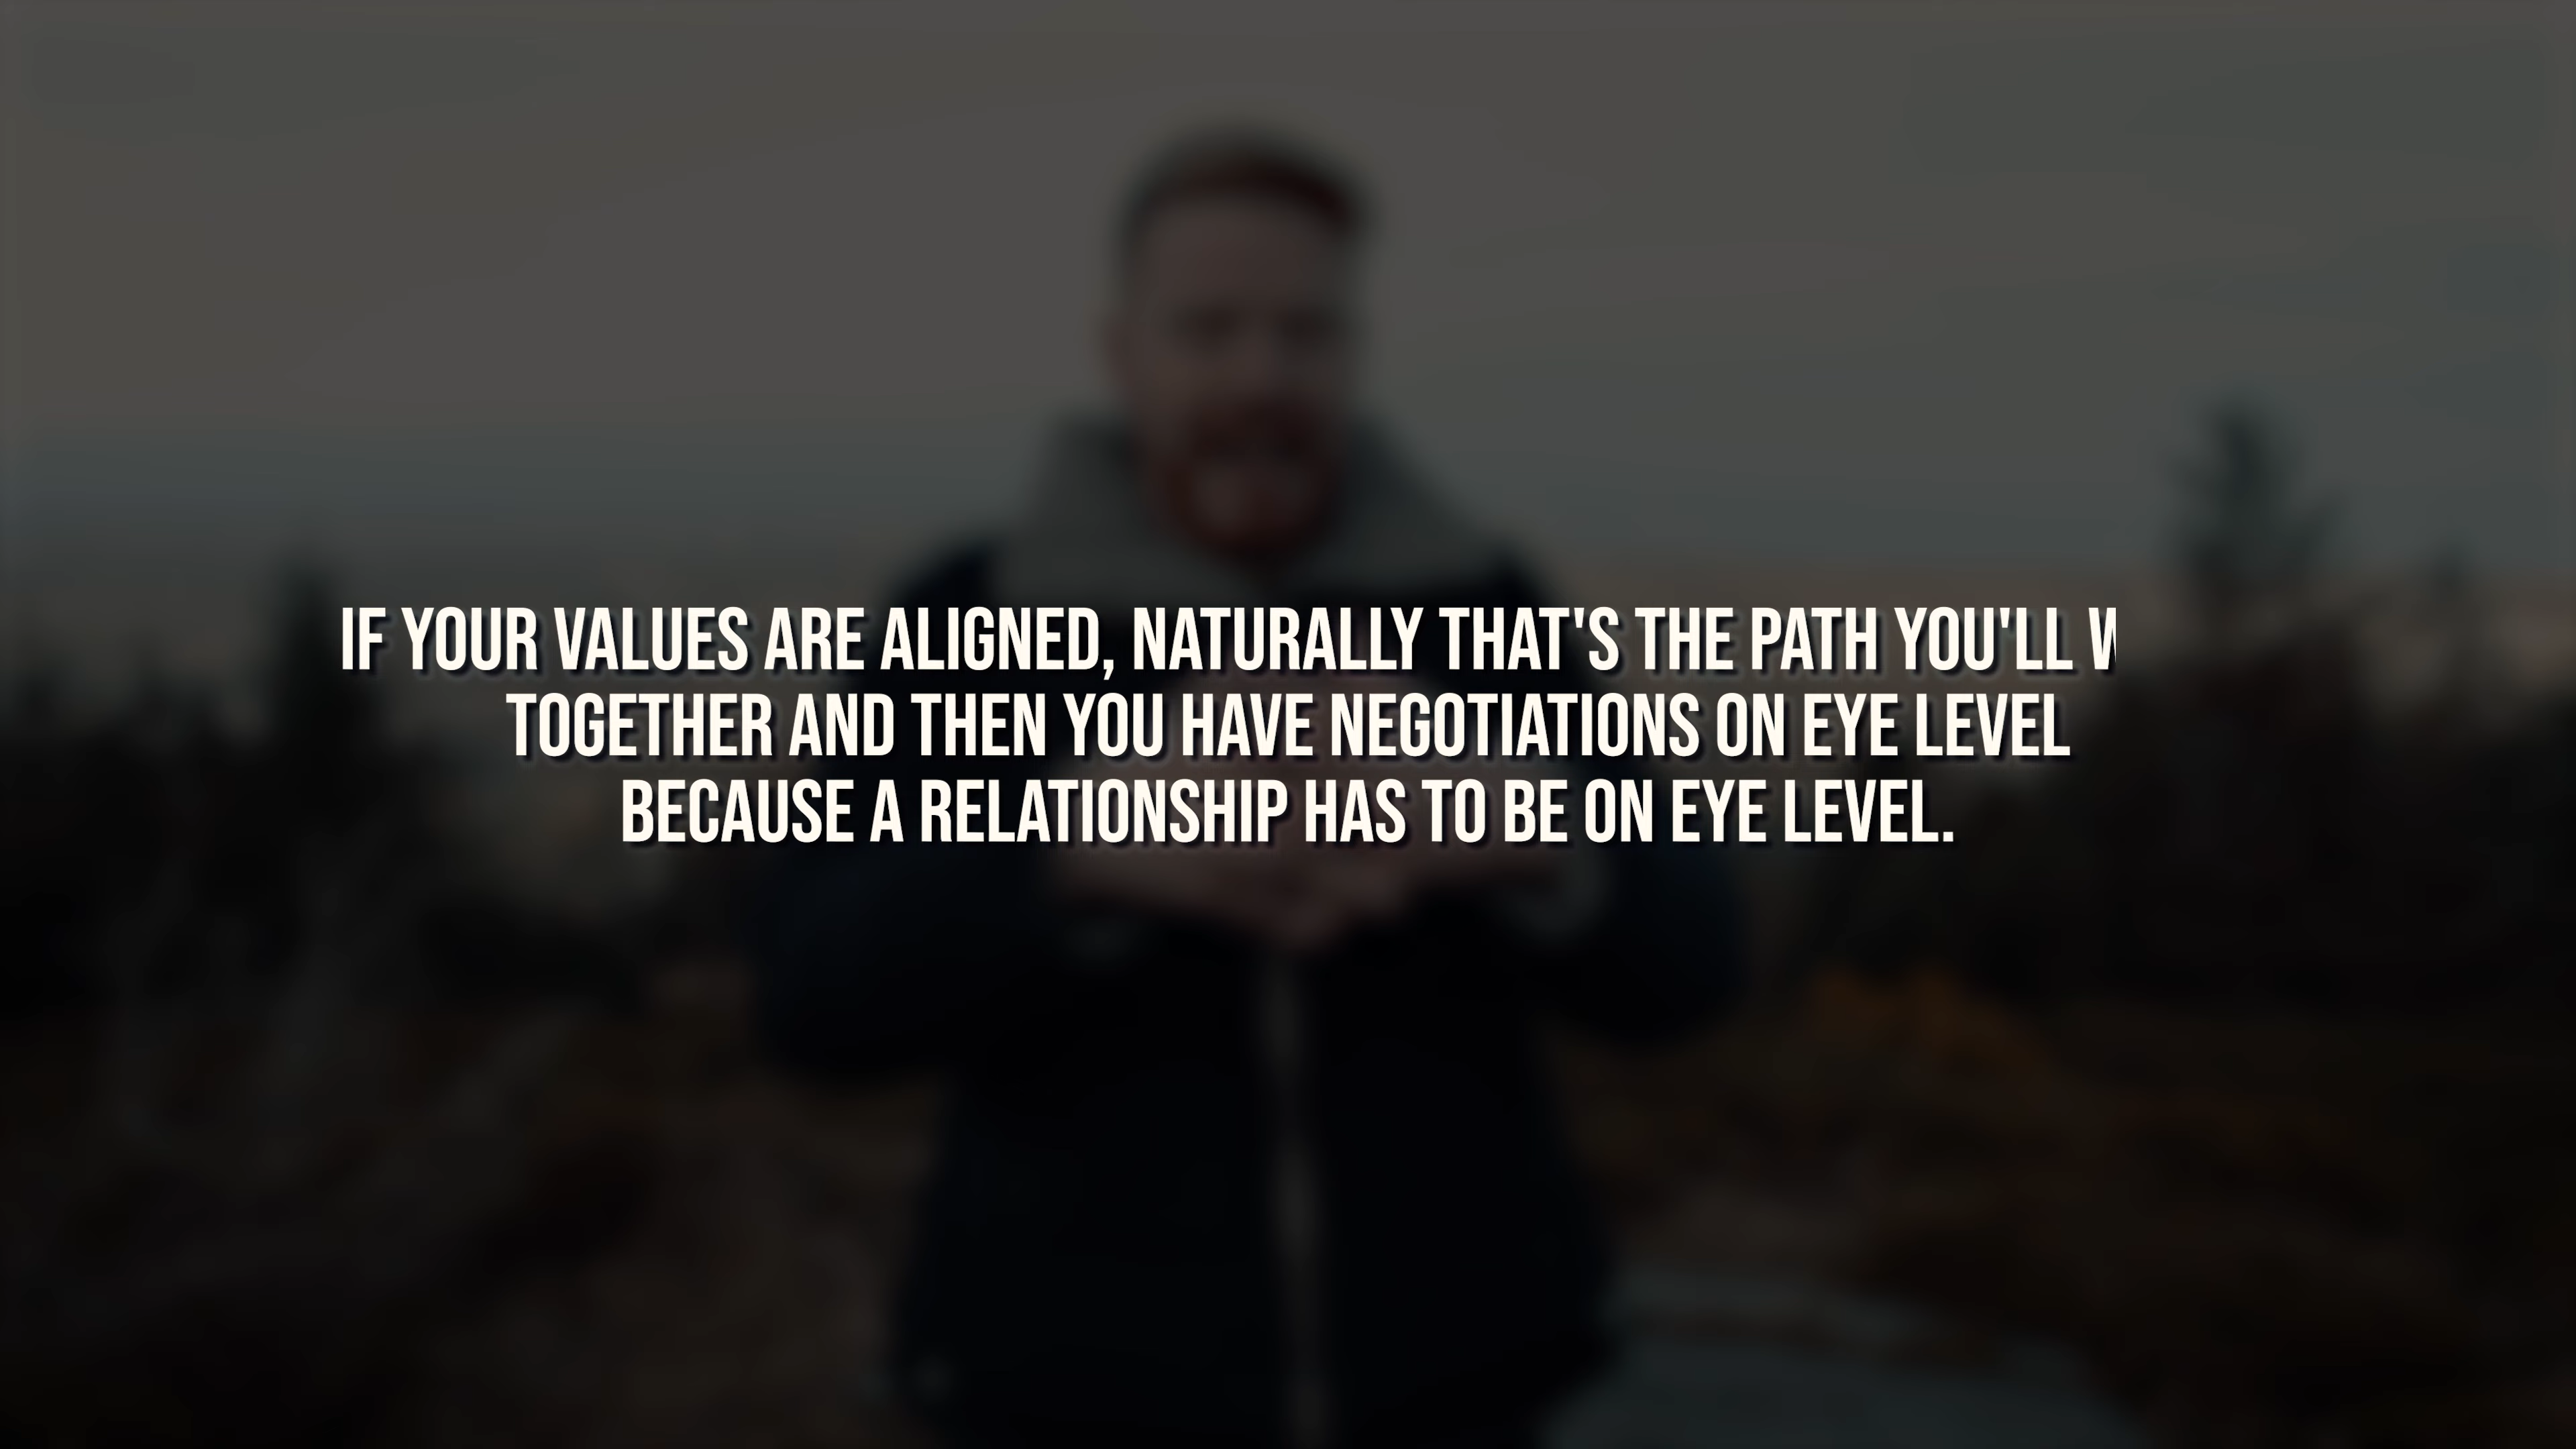 IF YOUR VALUES ARE ALIGNED, NATURALLY THAT'S THE PATH YOU'LL
TOGETHER AND THEN YOU HAVE NEGOTIATIONS ON EYE LEVEL
BECAUSE A RELATIONSHIP HAS TO BE ON EYE LEVEL.